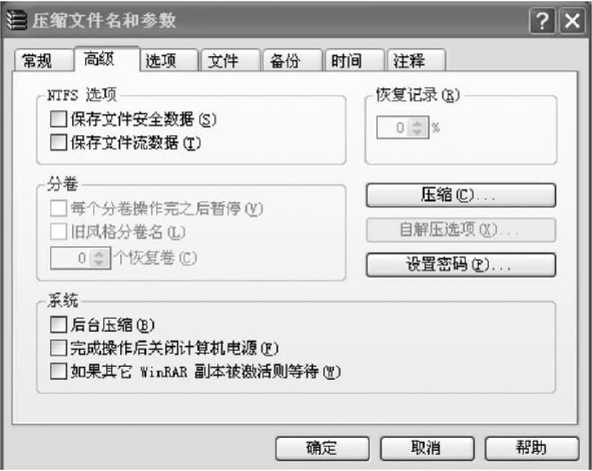 压缩文件名和参数
常规 高级 选项 文件 备份 时间 注释
NTFS 选项
保存文件安全数据(S)
保存文件流数据(T)
恢复记录(R)
0 %
分卷
每个分卷操作完之后暂停(V)
旧风格分卷名(L)
0 个恢复卷(C)
压缩(C)...
自解压选项(X)...
设置密码(P)...
系统
后台压缩(B)
完成操作后关闭计算机电源(F)
如果其它 WinRAR 副本被激活则等待(W)
确定 取消 帮助